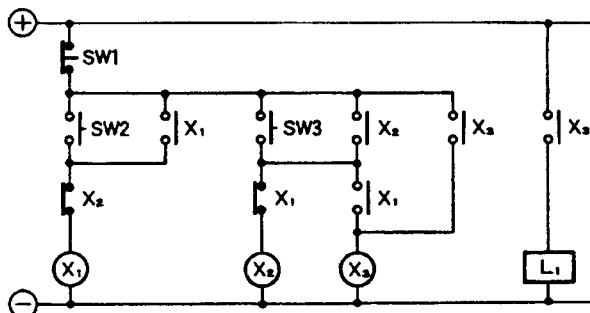 +
SW1
SW2 X₁ SW3 X₂ X₃ X₃
X₂ X₁ X₁
X₁ X₂ X₃ L₁
−